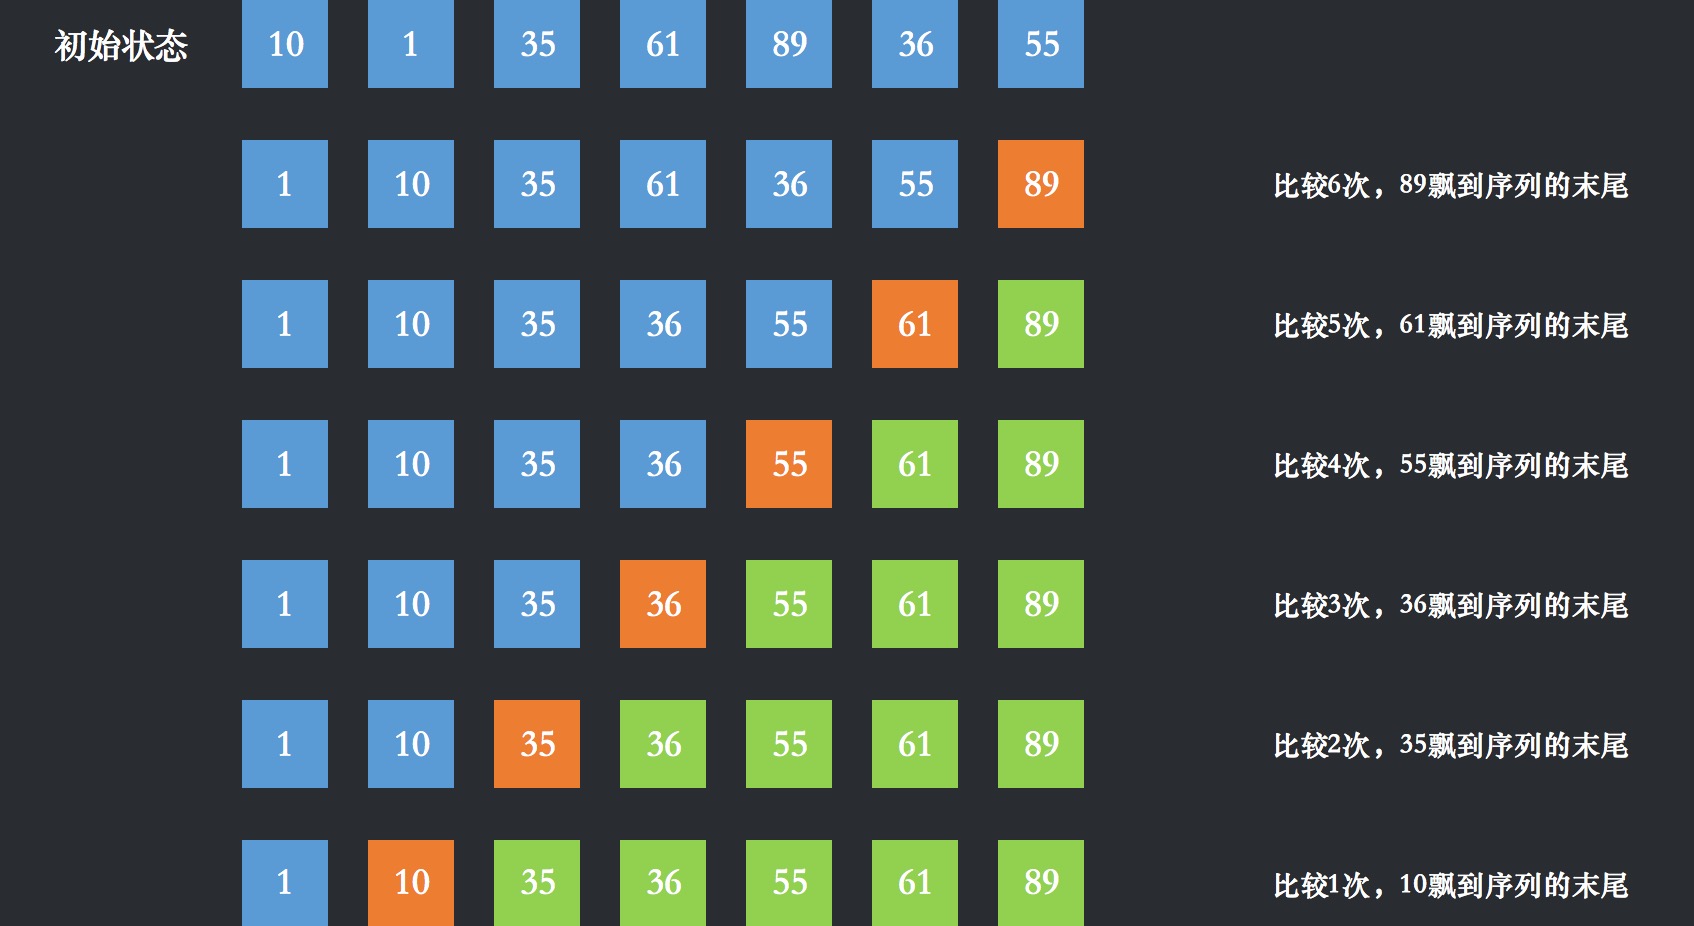 初始状态 10 1 35 61 89 36 55
1 10 35 61 36 55 89 比较6次，89飘到序列的末尾
1 10 35 36 55 61 89 比较5次，61飘到序列的末尾
1 10 35 36 55 61 89 比较4次，55飘到序列的末尾
1 10 35 36 55 61 89 比较3次，36飘到序列的末尾
1 10 35 36 55 61 89 比较2次，35飘到序列的末尾
1 10 35 36 55 61 89 比较1次，10飘到序列的末尾